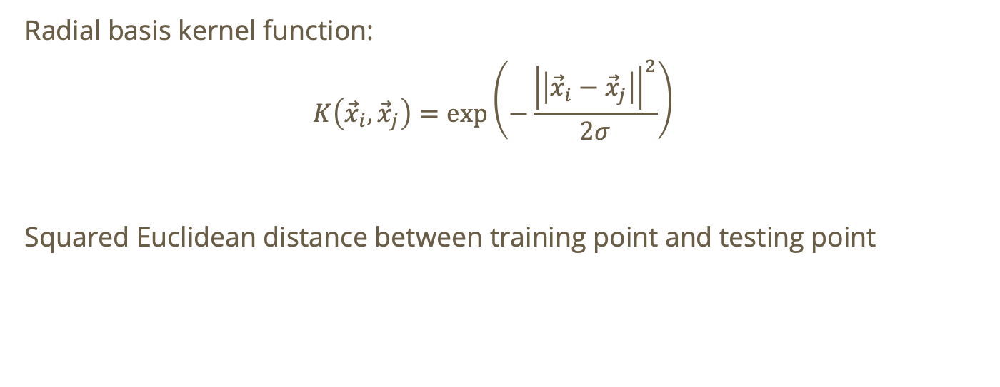 Radial basis kernel function:
K(x⃗ᵢ, x⃗ⱼ) = exp(−||x⃗ᵢ − x⃗ⱼ||² / 2σ)
Squared Euclidean distance between training point and testing point